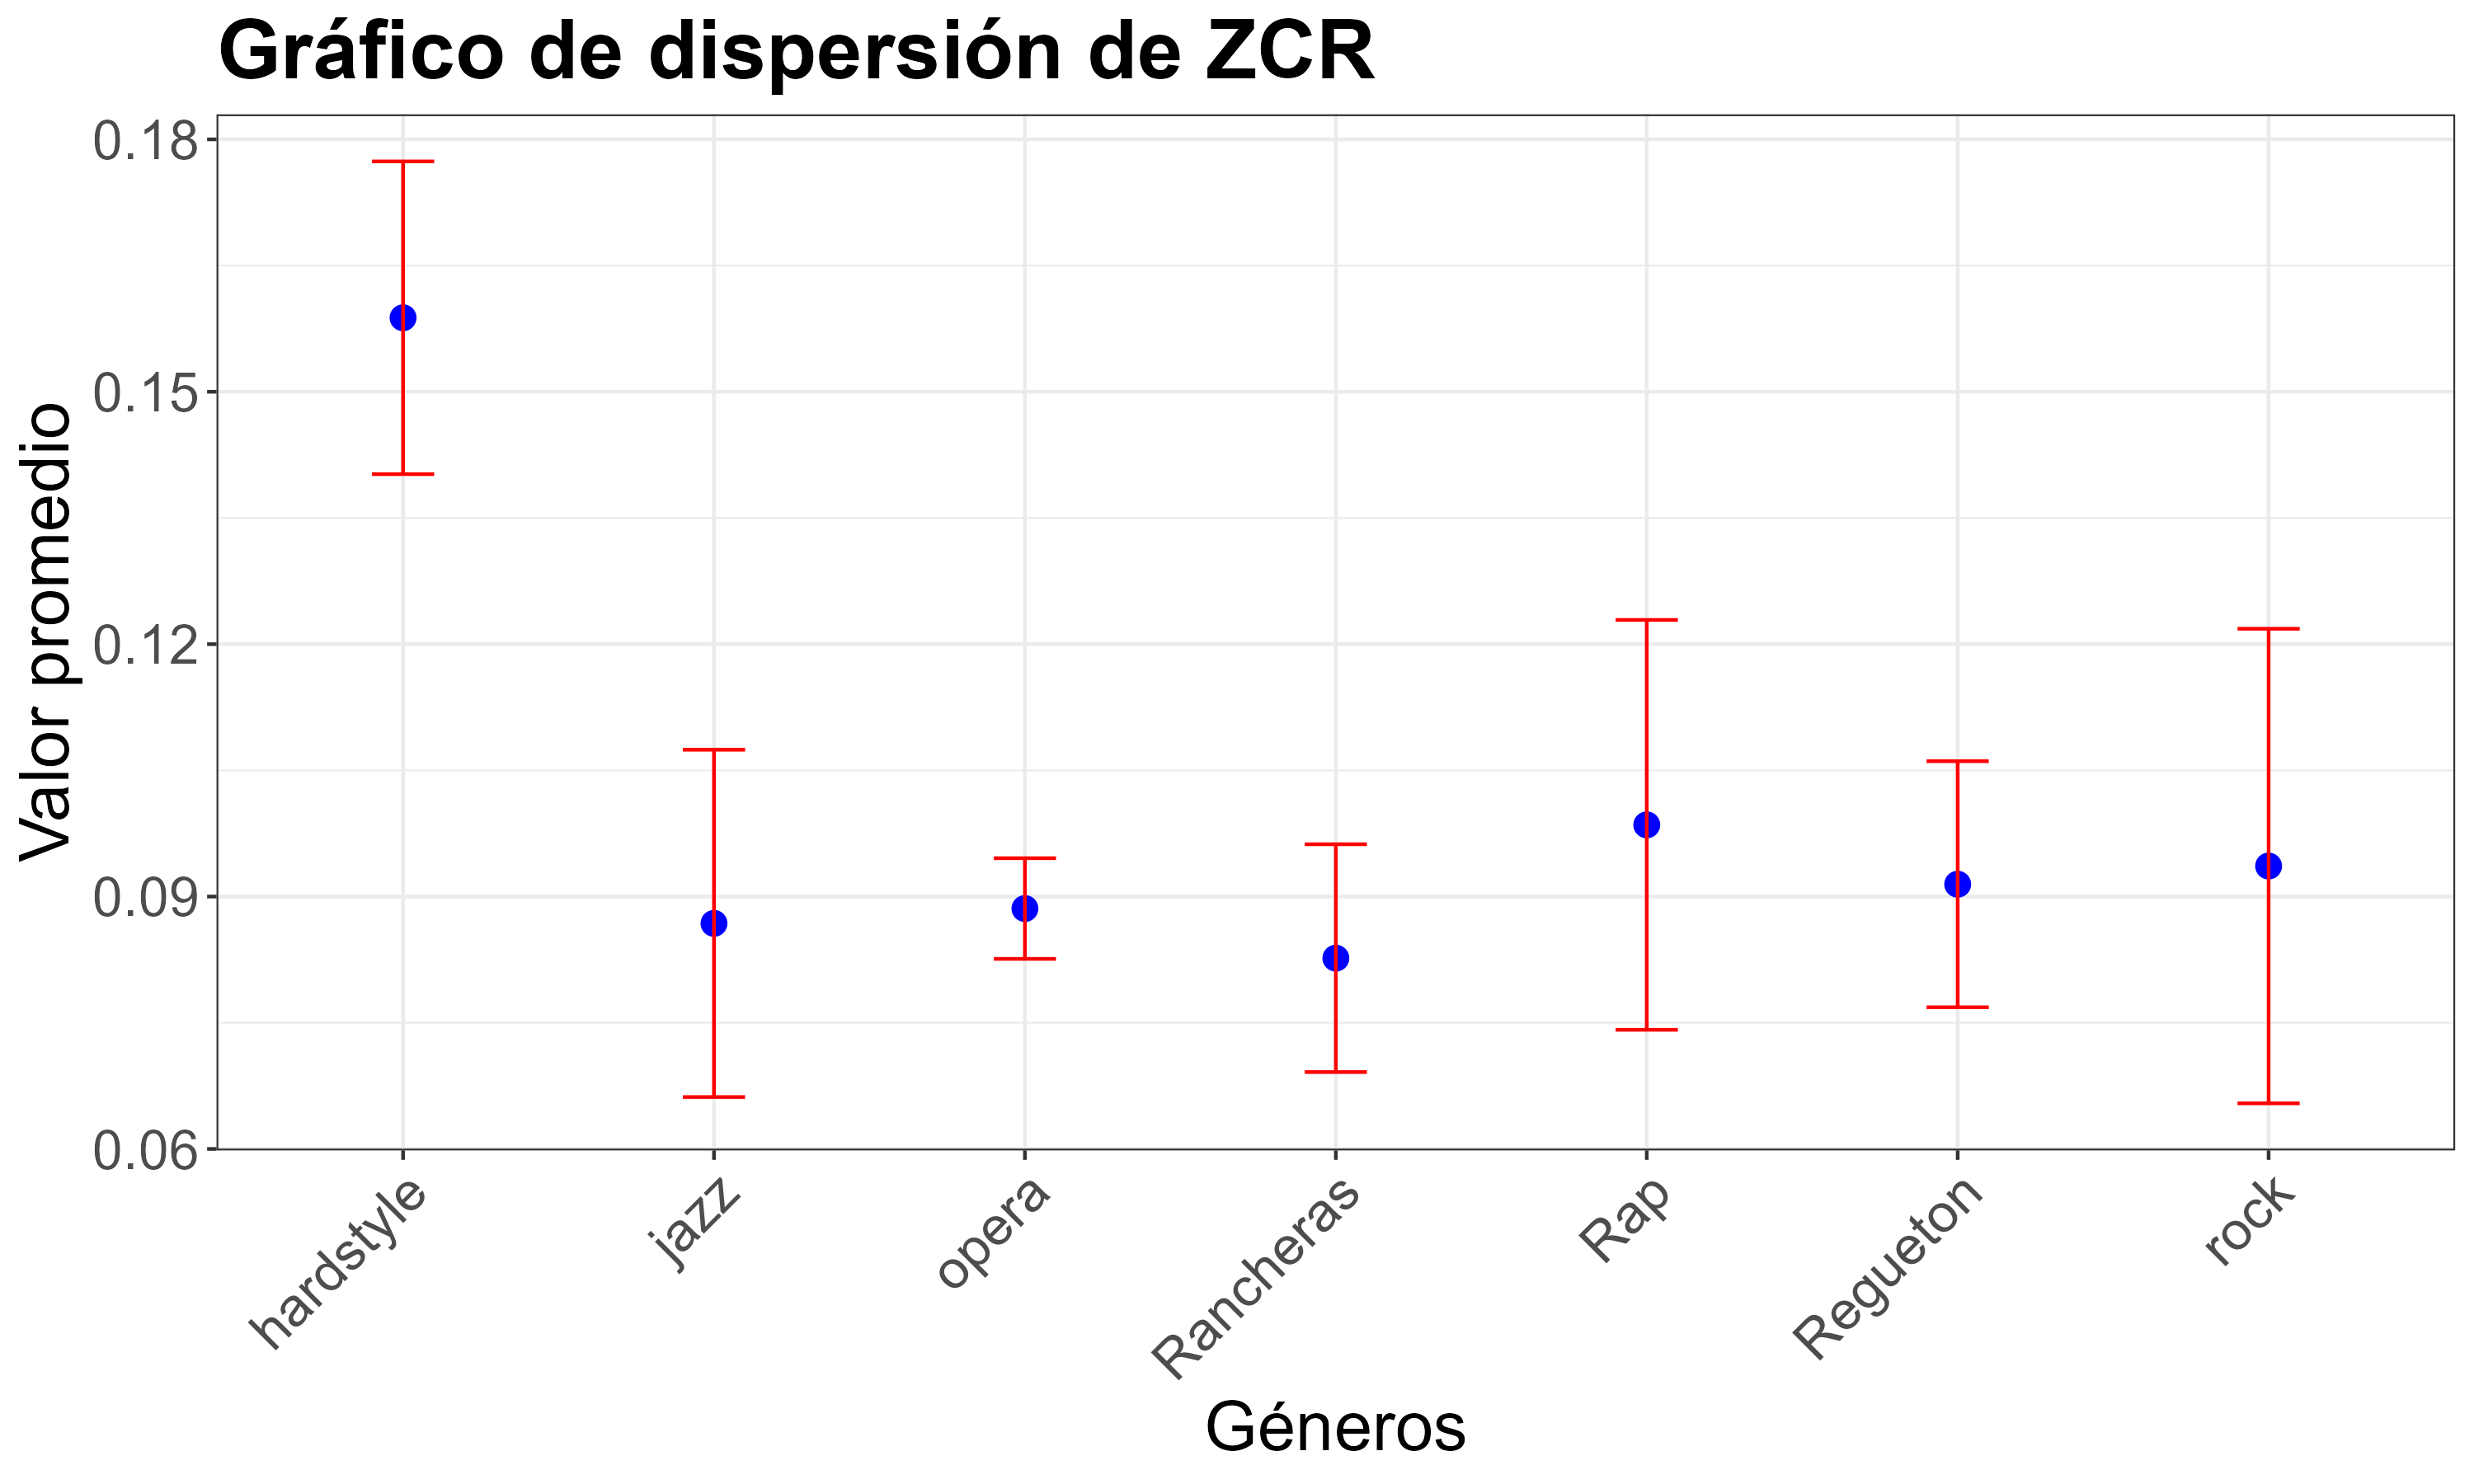 Gráfico de dispersión de ZCR
Valor promedio
0.18
0.15
0.12
0.09
0.06
hardstyle
jazz
opera
Rancheras
Rap
Regueton
rock
Géneros